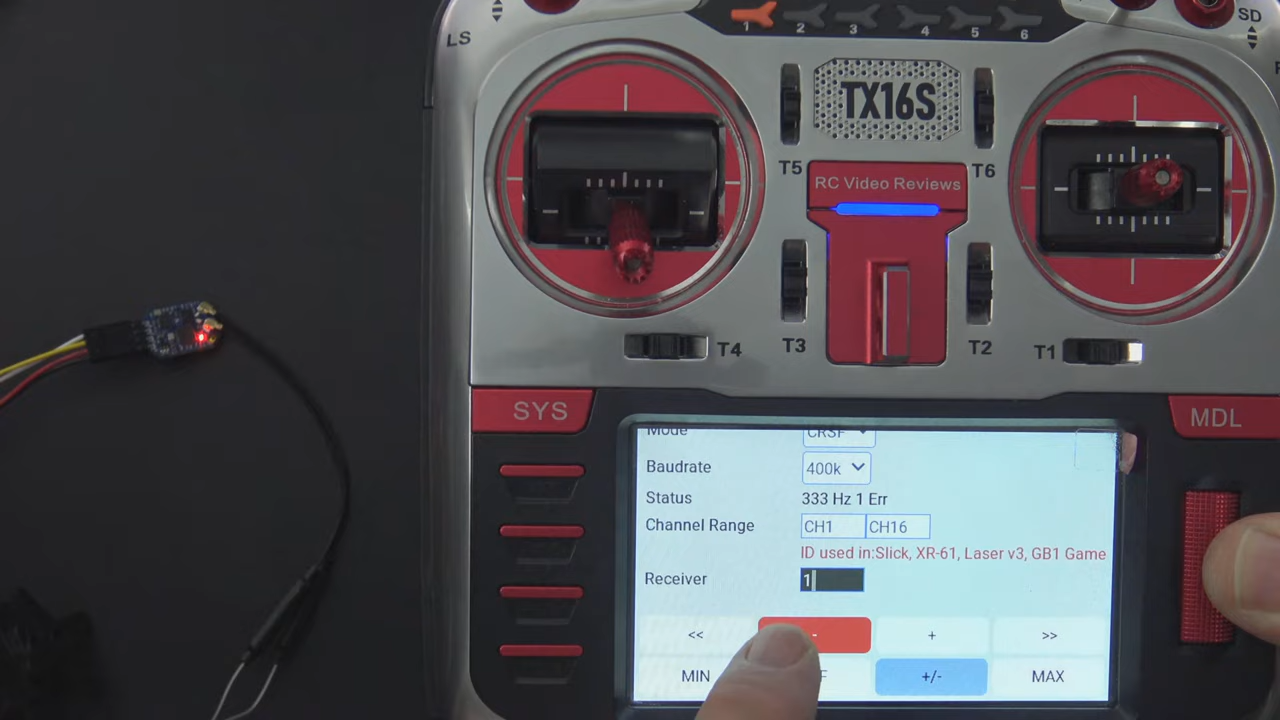 LS
1 2 3 4 5 6
SD
TX16S
T5
T6
RC Video Reviews
T4
T3
T2
T1
SYS
MDL
Mode CRSF
Baudrate 400k
Status 333 Hz 1 Err
Channel Range CH1 CH16
ID used in:Slick, XR-61, Laser v3, GB1 Game
Receiver 1
<< - + >>
MIN +/- MAX